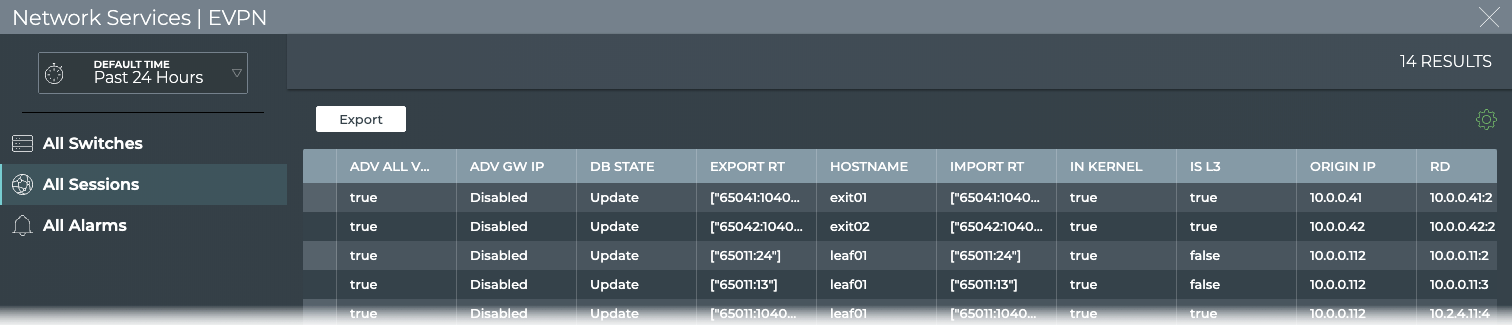 Network Services | EVPN
DEFAULT TIME
Past 24 Hours
14 RESULTS
All Switches
All Sessions
All Alarms
Export
ADV ALL V... ADV GW IP DB STATE EXPORT RT HOSTNAME IMPORT RT IN KERNEL IS L3 ORIGIN IP RD
true Disabled Update ["65041:1040... exit01 ["65041:1040... true true 10.0.0.41 10.0.0.41:2
true Disabled Update ["65042:1040... exit02 ["65042:1040... true true 10.0.0.42 10.0.0.42:2
true Disabled Update ["65011:24"] leaf01 ["65011:24"] true false 10.0.0.112 10.0.0.11:2
true Disabled Update ["65011:13"] leaf01 ["65011:13"] true false 10.0.0.112 10.0.0.11:3
true Disabled Update ["65011:1040... leaf01 ["65011:1040... true true 10.0.0.112 10.2.4.11:4